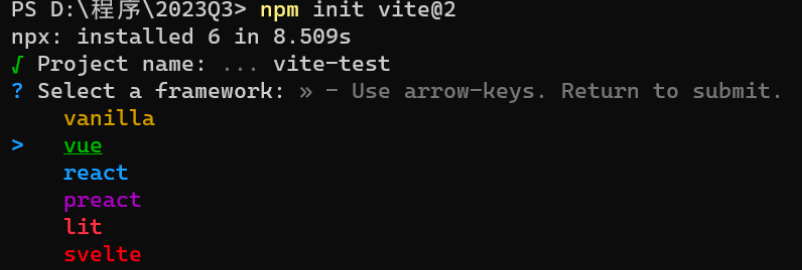 PS D:\程序\2023Q3> npm init vite@2
npx: installed 6 in 8.509s
√ Project name: ... vite-test
? Select a framework: » - Use arrow-keys. Return to submit.
vanilla
> vue
react
preact
lit
svelte